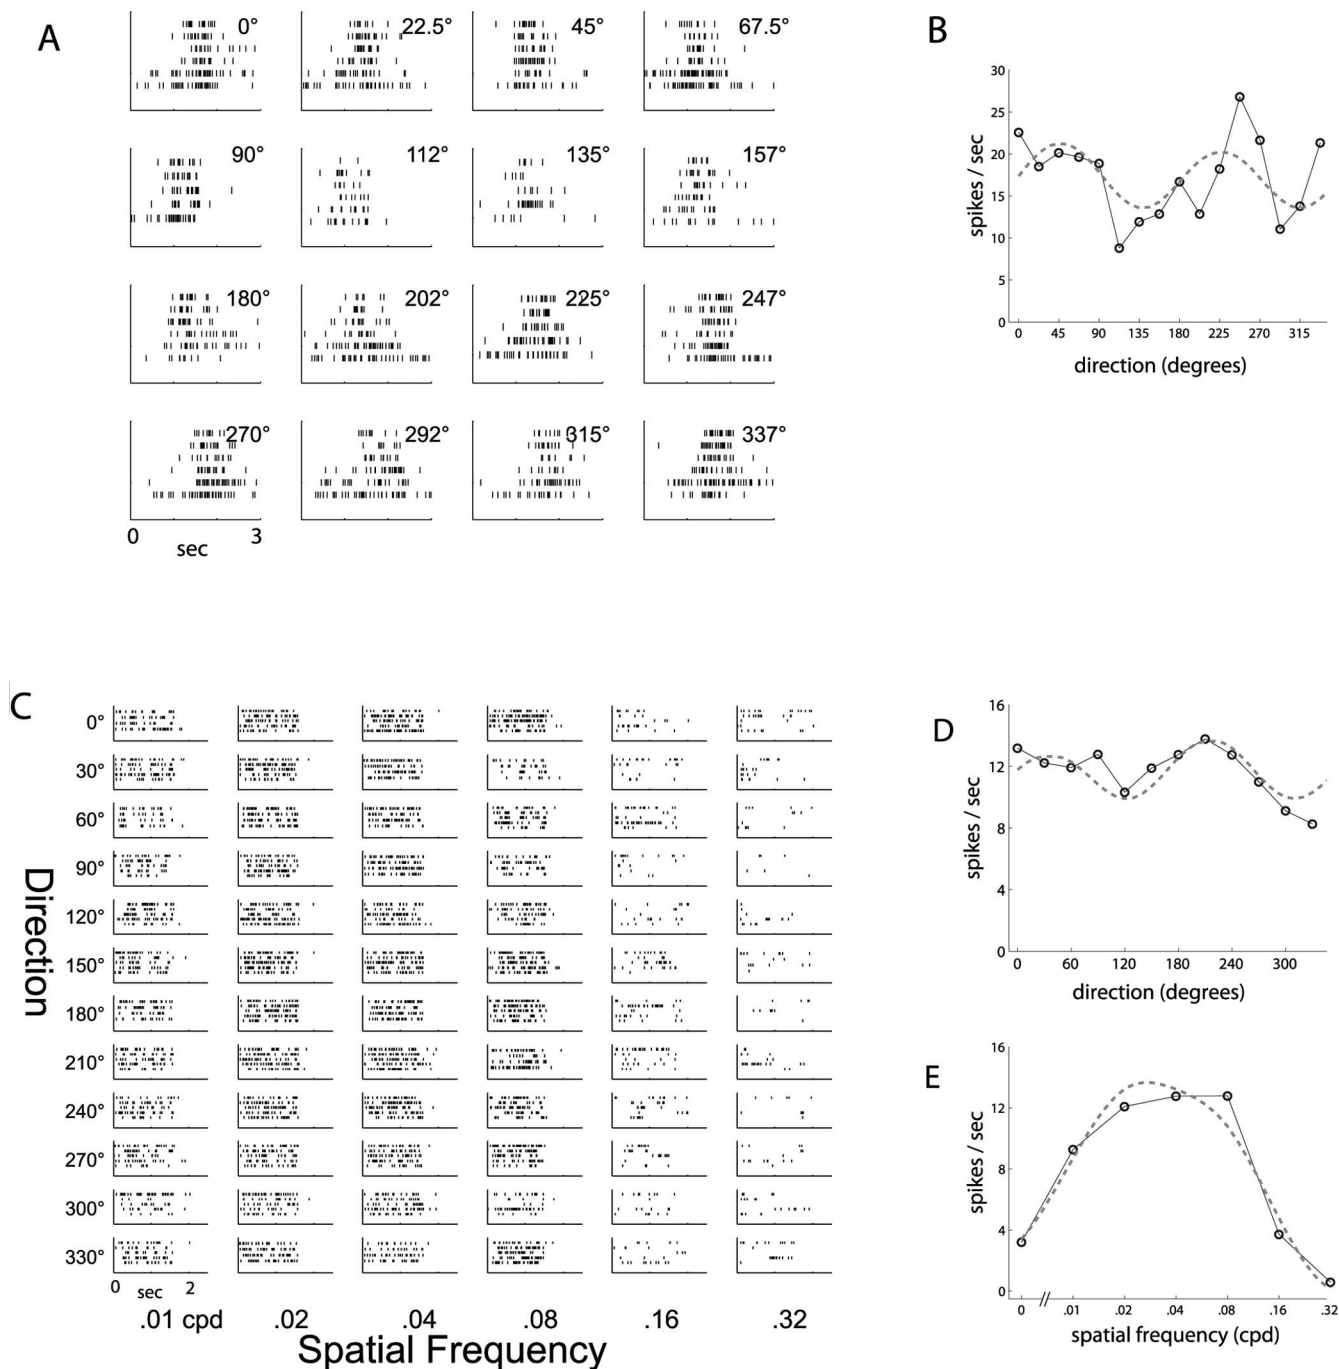 A
0° 22.5° 45° 67.5°
90° 112° 135° 157°
180° 202° 225° 247°
270° 292° 315° 337°
0 3
sec
B
30
25
20
15
10
5
0
spikes / sec
0 45 90 135 180 225 270 315
direction (degrees)
C
Direction
0°
30°
60°
90°
120°
150°
180°
210°
240°
270°
300°
330°
0 sec 2
.01 cpd .02 .04 .08 .16 .32
Spatial Frequency
D
16
12
8
4
0
spikes / sec
0 60 120 180 240 300
direction (degrees)
E
16
12
8
4
0
spikes / sec
0 .01 .02 .04 .08 .16 .32
spatial frequency (cpd)